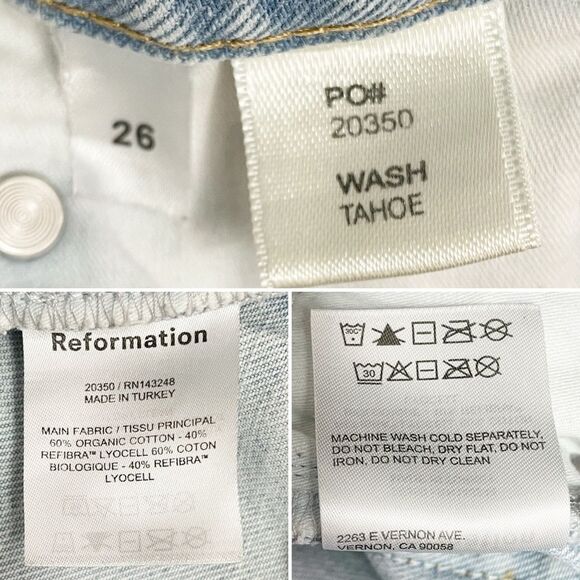 26
PO#
20350
WASH
TAHOE
Reformation
20350 / RN143248
MADE IN TURKEY
MAIN FABRIC / TISSU PRINCIPAL
60% ORGANIC COTTON - 40%
REFIBRA™ LYOCELL 60% COTON
BIOLOGIQUE - 40% REFIBRA™
LYOCELL
30C°
30
MACHINE WASH COLD SEPARATELY,
DO NOT BLEACH, DRY FLAT, DO NOT
IRON, DO NOT DRY CLEAN
2263 E VERNON AVE.
VERNON, CA 90058